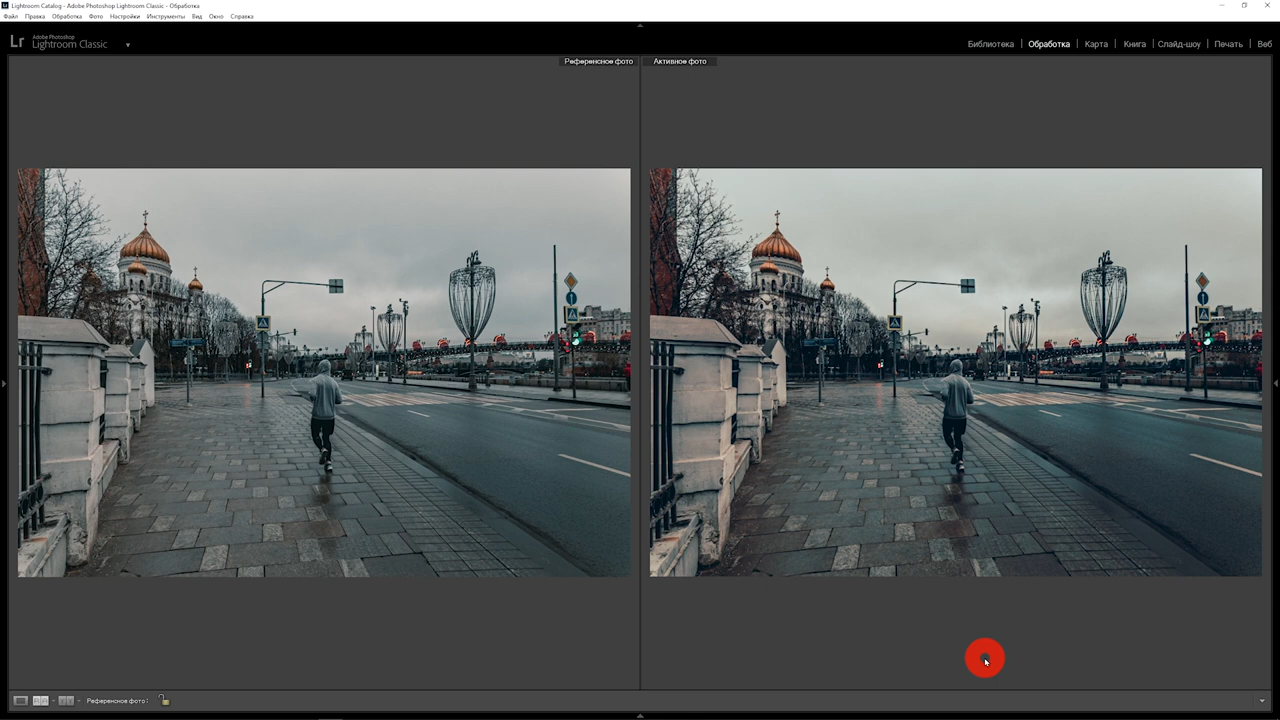 Lightroom Catalog - Adobe Photoshop Lightroom Classic - Обработка
Файл Правка Обработка Фото Настройки Инструменты Вид Окно Справка
Lr Adobe Photoshop
Lightroom Classic
Библиотека | Обработка | Карта | Книга | Слайд-шоу | Печать | Веб
Референсное фото Активное фото
Референсное фото :